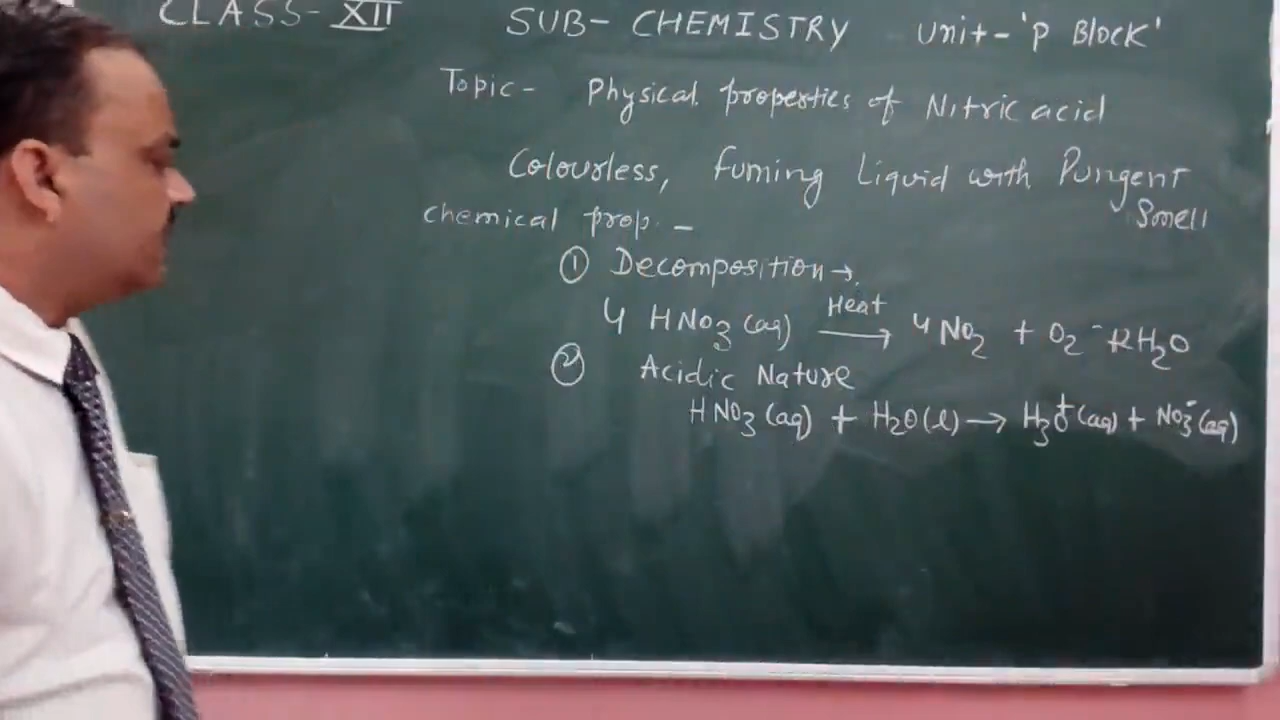 CLASS- XII SUB- CHEMISTRY Unit- 'P BLOCK'
Topic- Physical properties of Nitric acid
Colourless, Fuming Liquid with Pungent
Smell
chemical prop. -
① Decomposition →
Heat
4 HNO3 (aq) ⟶ 4NO2 + O2 - 2H2O
② Acidic Nature
HNO3 (aq) + H2O(l) → H3O+(aq) + NO3-(aq)